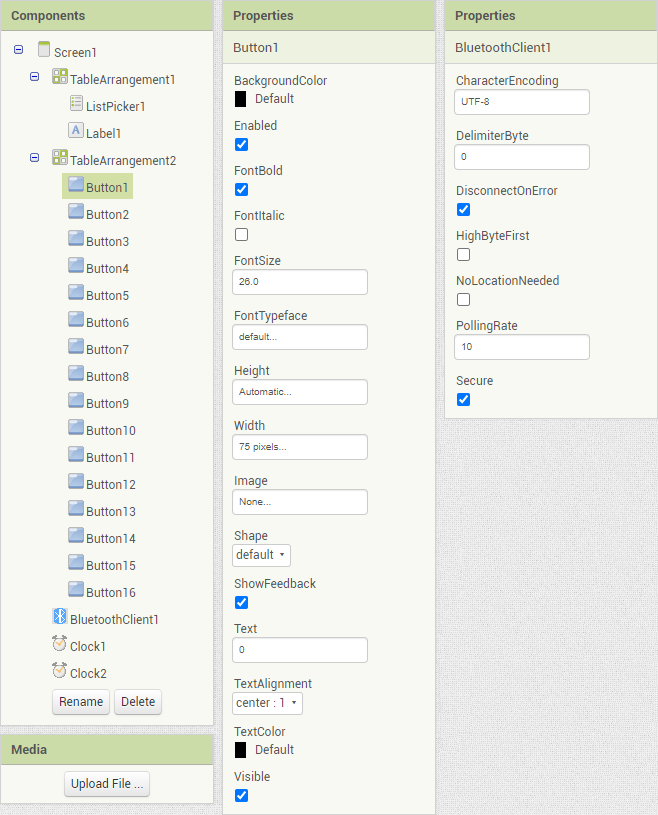 Components
Screen1
TableArrangement1
ListPicker1
Label1
TableArrangement2
Button1
Button2
Button3
Button4
Button5
Button6
Button7
Button8
Button9
Button10
Button11
Button12
Button13
Button14
Button15
Button16
BluetoothClient1
Clock1
Clock2
Rename Delete
Media
Upload File ...
Properties
Button1
BackgroundColor
Default
Enabled
FontBold
FontItalic
FontSize
26.0
FontTypeface
default...
Height
Automatic...
Width
75 pixels...
Image
None...
Shape
default
ShowFeedback
Text
0
TextAlignment
center : 1
TextColor
Default
Visible
Properties
BluetoothClient1
CharacterEncoding
UTF-8
DelimiterByte
0
DisconnectOnError
HighByteFirst
NoLocationNeeded
PollingRate
10
Secure